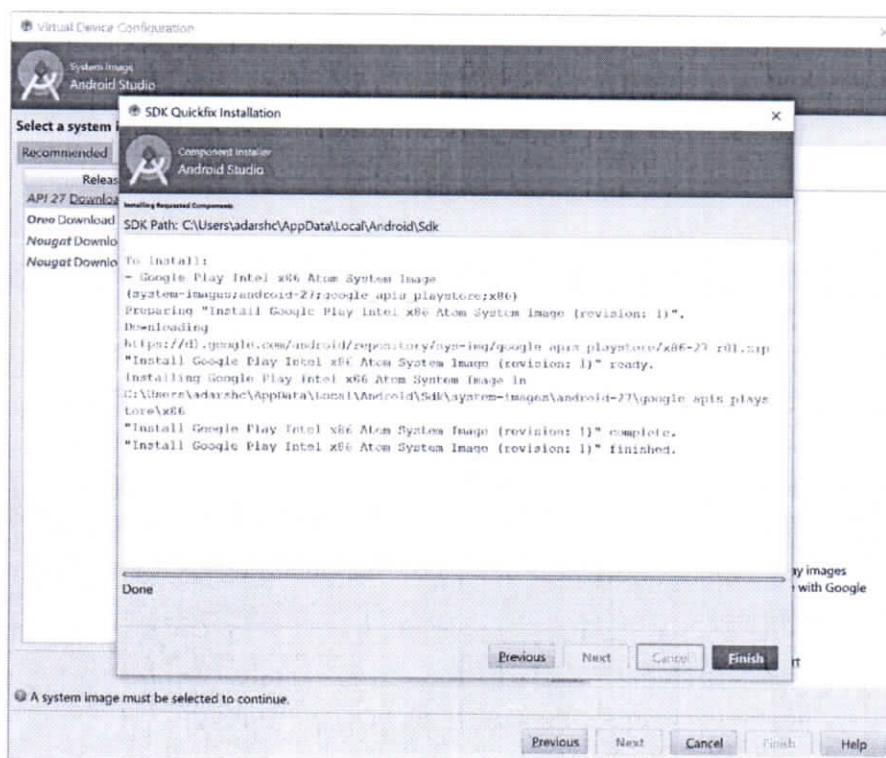 Virtual Device Configuration
System Image
Android Studio
Select a system i
Recommended
Releas
API 27 Downloa
Oreo Download
Nougat Downlo
Nougat Downlo
SDK Quickfix Installation
Component Installer
Android Studio
Installing Requested Components
SDK Path: C:\Users\adarshc\AppData\Local\Android\Sdk
To install:
- Google Play Intel x86 Atom System Image
(system-images;android-27;google_apis_playstore;x86)
Preparing "Install Google Play Intel x86 Atom System Image (revision: 1)".
Downloading
https://dl.google.com/android/repository/sys-img/google_apis_playstore/x86-27_r01.zip
"Install Google Play Intel x86 Atom System Image (revision: 1)" ready.
Installing Google Play Intel x86 Atom System Image in
C:\Users\adarshc\AppData\Local\Android\Sdk\system-images\android-27\google_apis_plays
tore\x86
"Install Google Play Intel x86 Atom System Image (revision: 1)" complete.
"Install Google Play Intel x86 Atom System Image (revision: 1)" finished.
Done
ay images
with Google
rt
Previous Next Cancel Finish
A system image must be selected to continue.
Previous Next Cancel Finish Help